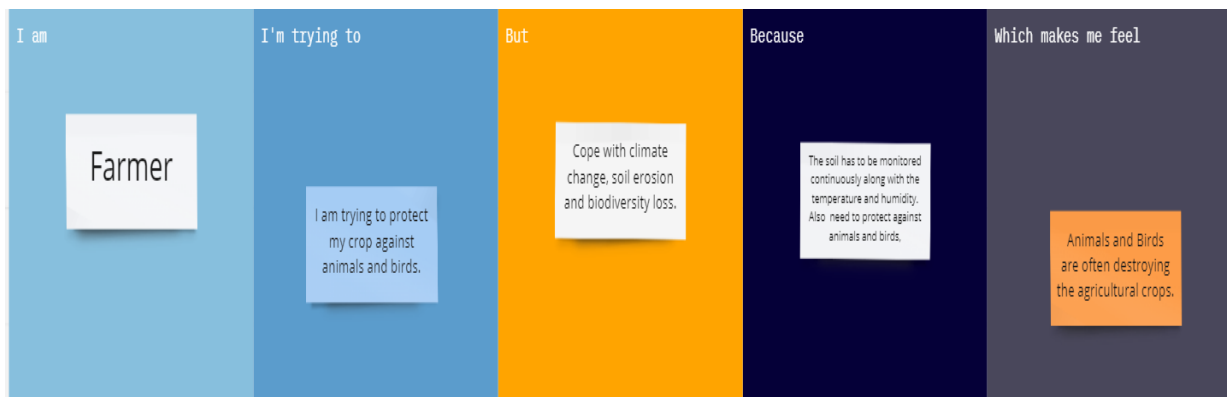 I am
Farmer
I'm trying to
I am trying to protect
my crop against
animals and birds.
But
Cope with climate
change, soil erosion
and biodiversity loss.
Because
The soil has to be monitored
continuously along with the
temperature and humidity.
Also need to protect against
animals and birds,
Which makes me feel
Animals and Birds
are often destroying
the agricultural crops.